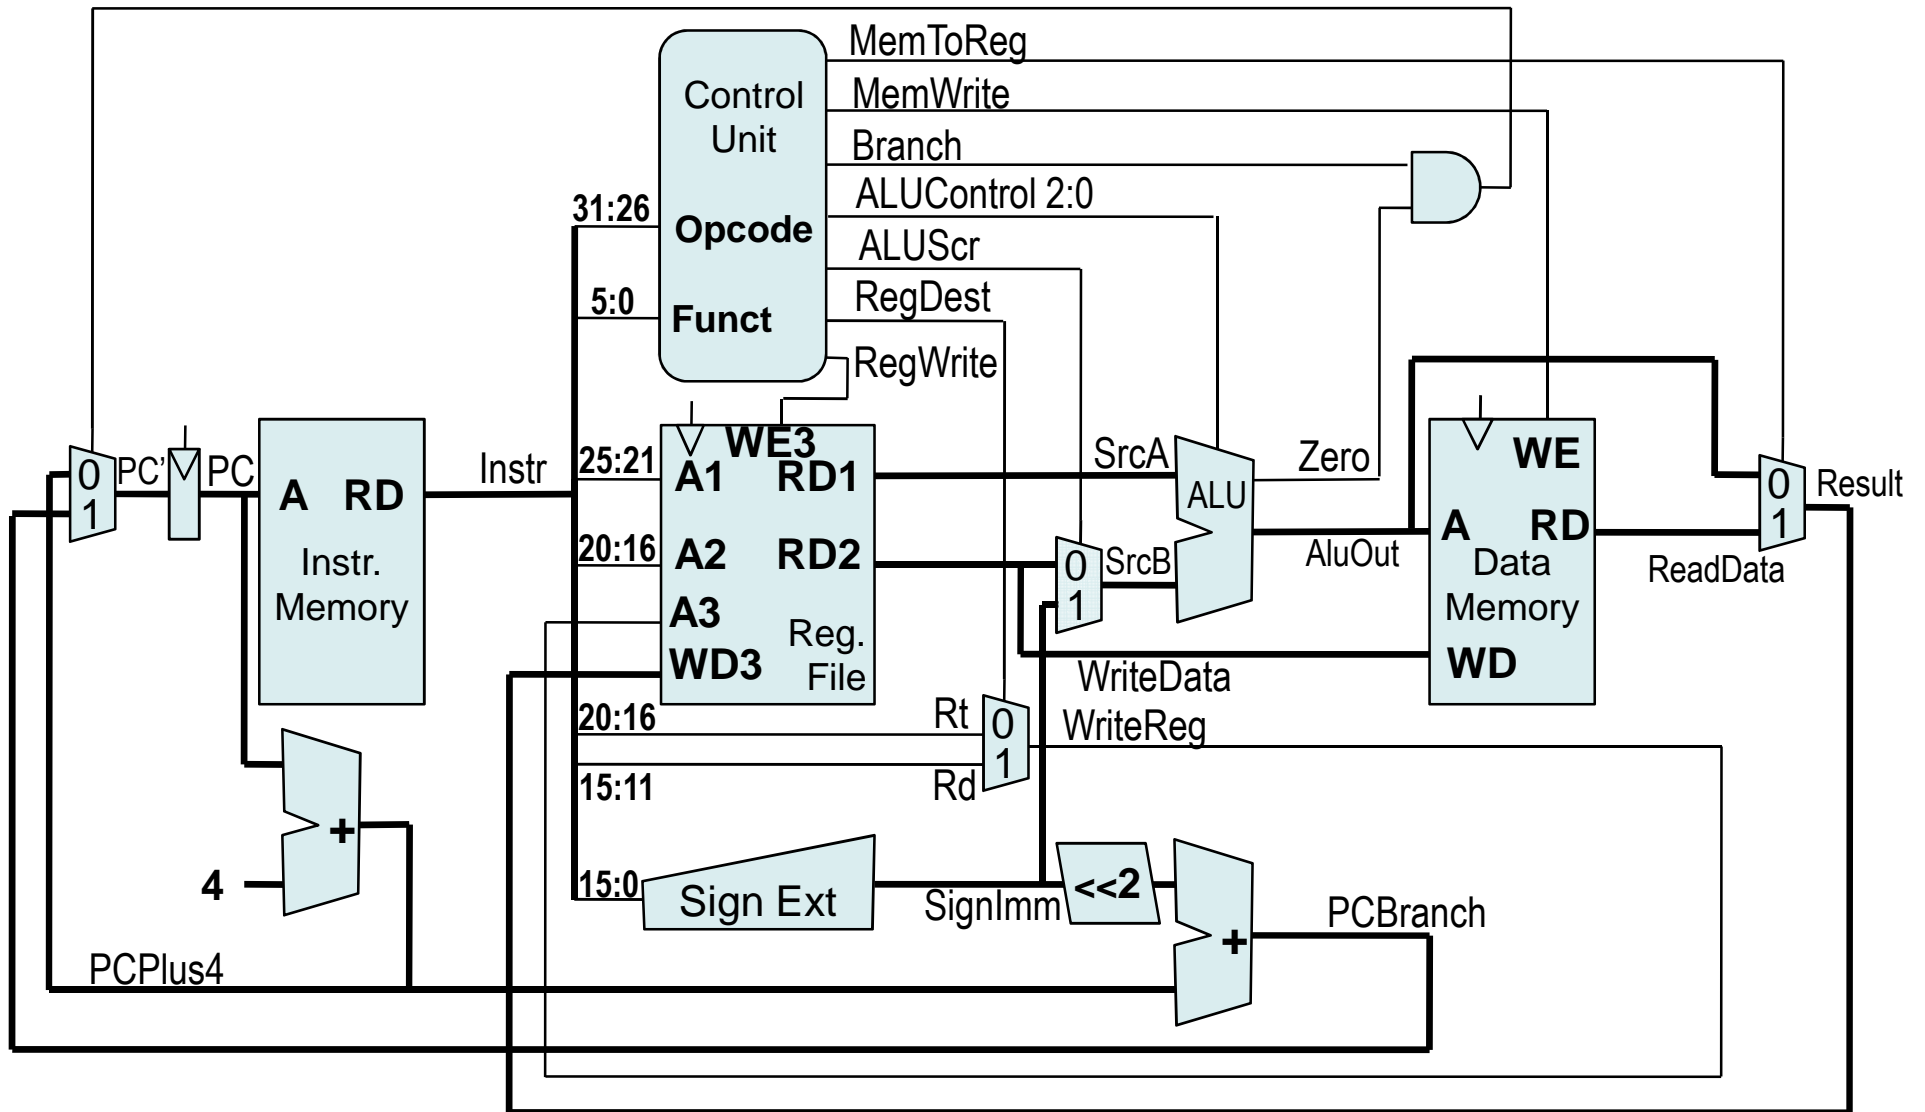 MemToReg
Control
Unit
MemWrite
Branch
ALUControl 2:0
31:26
Opcode
ALUScr
RegDest
5:0
Funct
RegWrite
0
1
PC'
PC
A RD
Instr.
Memory
Instr
25:21
WE3
A1 RD1
20:16
A2 RD2
A3
WD3
Reg.
File
SrcA
ALU
Zero
0
1
SrcB
AluOut
WE
A RD
Data
Memory
WD
0
1
Result
ReadData
WriteData
20:16
Rt
0
1
WriteReg
15:11
Rd
+
4
15:0
Sign Ext
SignImm
<<2
+
PCBranch
PCPlus4